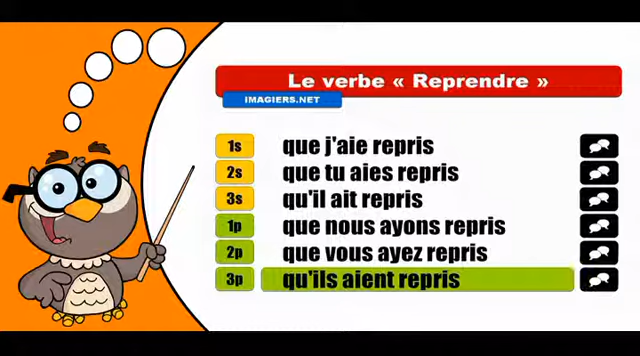 Le verbe « Reprendre »
IMAGIERS.NET
1s que j'aie repris
2s que tu aies repris
3s qu'il ait repris
1p que nous ayons repris
2p que vous ayez repris
3p qu'ils aient repris